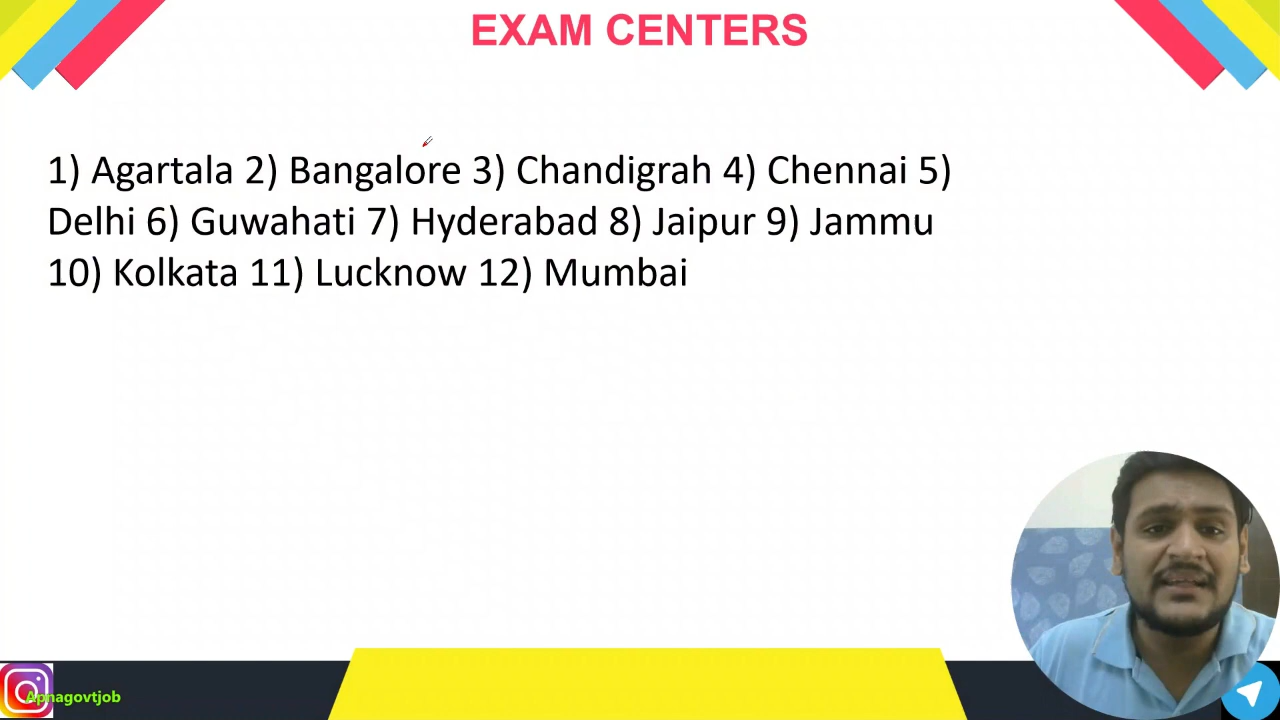 EXAM CENTERS
1) Agartala 2) Bangalore 3) Chandigrah 4) Chennai 5)
Delhi 6) Guwahati 7) Hyderabad 8) Jaipur 9) Jammu
10) Kolkata 11) Lucknow 12) Mumbai
Apnagovtjob